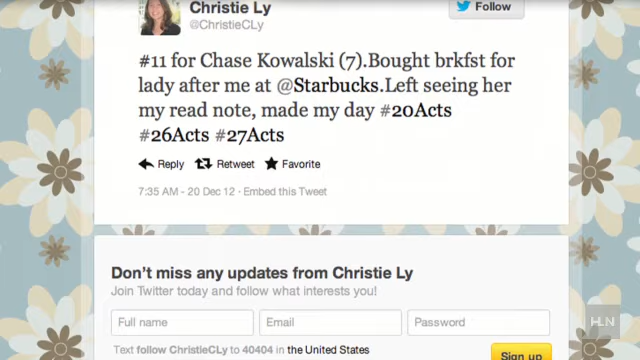 Christie Ly
@ChristieCLy
Follow
#11 for Chase Kowalski (7).Bought brkfst for
lady after me at @Starbucks.Left seeing her
my read note, made my day #20Acts
#26Acts #27Acts
Reply Retweet Favorite
7:35 AM - 20 Dec 12 · Embed this Tweet
Don't miss any updates from Christie Ly
Join Twitter today and follow what interests you!
Full name Email Password
Text follow ChristieCLy to 40404 in the United States
Sign up
HLN